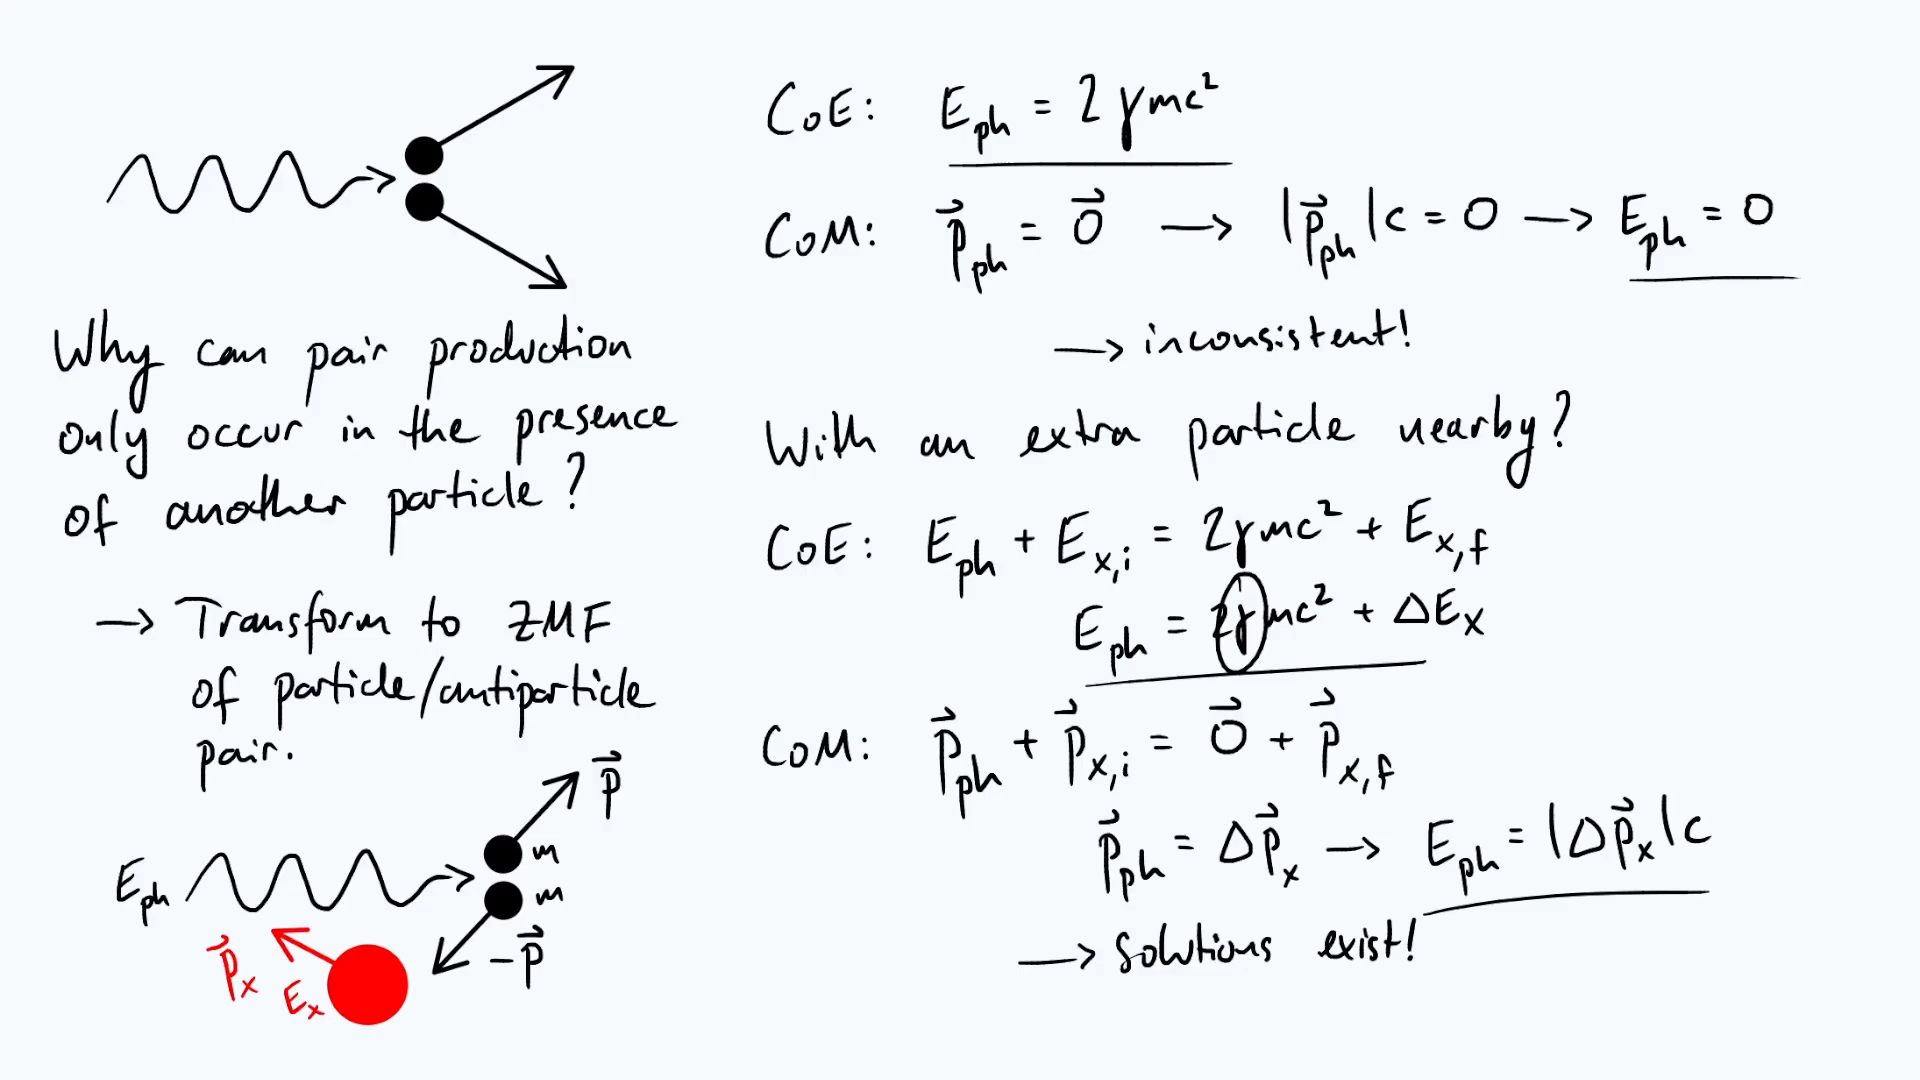 Why can pair production
only occur in the presence
of another particle?
→ Transform to ZMF
of particle/antiparticle
pair.
p⃗
E_ph
m
m
-p⃗
p⃗_x
E_x
CoE: E_ph = 2γmc²
CoM: p⃗_ph = 0⃗ → |p⃗_ph|c = 0 → E_ph = 0
→ inconsistent!
With an extra particle nearby?
CoE: E_ph + E_x,i = 2γmc² + E_x,f
E_ph = 2γmc² + ΔE_x
CoM: p⃗_ph + p⃗_x,i = 0⃗ + p⃗_x,f
p⃗_ph = Δp⃗_x → E_ph = |Δp⃗_x|c
→ Solutions exist!